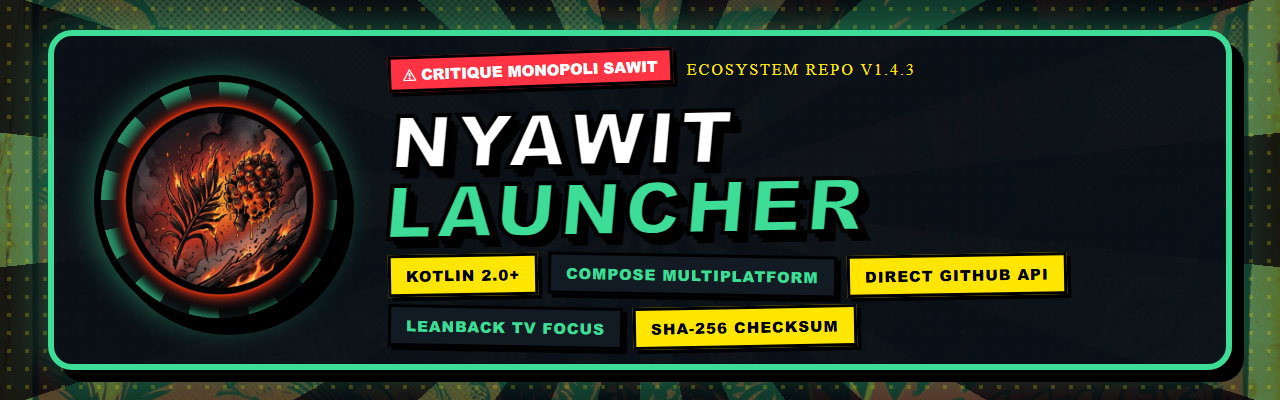 ⚠ CRITIQUE MONOPOLI SAWIT ECOSYSTEM REPO V1.4.3
NYAWIT
LAUNCHER
KOTLIN 2.0+ COMPOSE MULTIPLATFORM DIRECT GITHUB API
LEANBACK TV FOCUS SHA-256 CHECKSUM